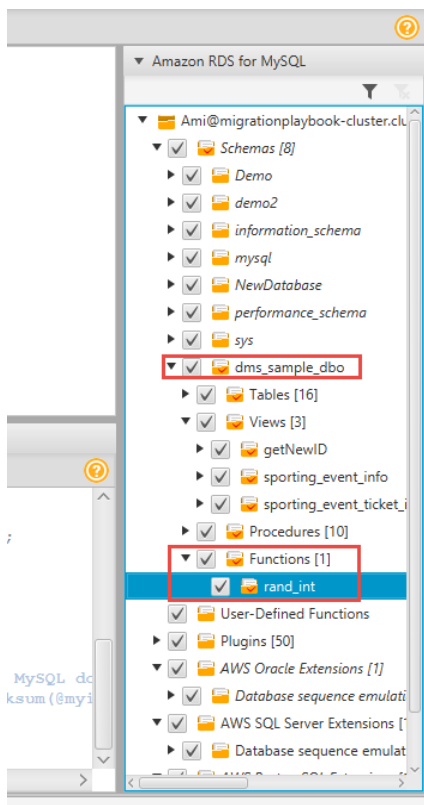 Amazon RDS for MySQL
Ami@migrationplaybook-cluster.clu
Schemas [8]
Demo
demo2
information_schema
mysql
NewDatabase
performance_schema
sys
dms_sample_dbo
Tables [16]
Views [3]
getNewID
sporting_event_info
sporting_event_ticket_i
;
Procedures [10]
Functions [1]
rand_int
User-Defined Functions
Plugins [50]
AWS Oracle Extensions [1]
MySQL do
Database sequence emulati
ksum(@myi
AWS SQL Server Extensions [1
Database sequence emulat